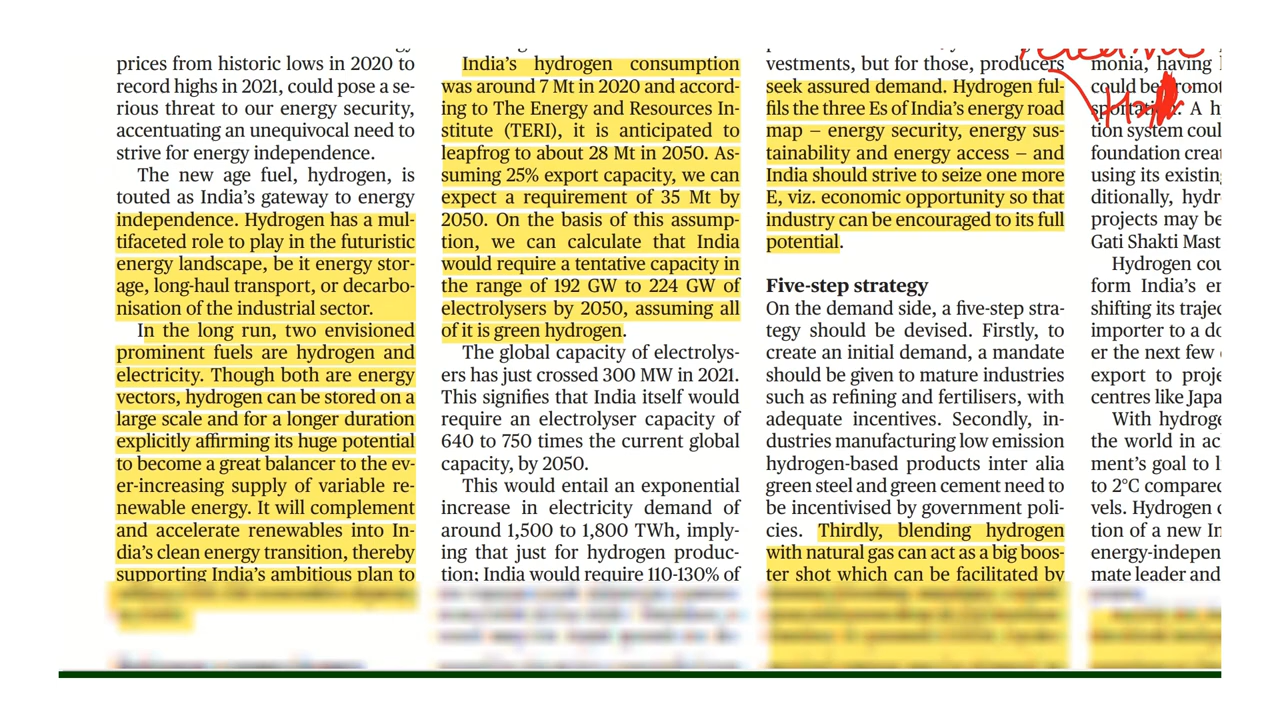 prices from historic lows in 2020 to
record highs in 2021, could pose a se-
rious threat to our energy security,
accentuating an unequivocal need to
strive for energy independence.
The new age fuel, hydrogen, is
touted as India's gateway to energy
independence. Hydrogen has a mul-
tifaceted role to play in the futuristic
energy landscape, be it energy stor-
age, long-haul transport, or decarbo-
nisation of the industrial sector.
In the long run, two envisioned
prominent fuels are hydrogen and
electricity. Though both are energy
vectors, hydrogen can be stored on a
large scale and for a longer duration
explicitly affirming its huge potential
to become a great balancer to the ev-
er-increasing supply of variable re-
newable energy. It will complement
and accelerate renewables into In-
dia's clean energy transition, thereby
supporting India's ambitious plan to
India's hydrogen consumption
was around 7 Mt in 2020 and accord-
ing to The Energy and Resources In-
stitute (TERI), it is anticipated to
leapfrog to about 28 Mt in 2050. As-
suming 25% export capacity, we can
expect a requirement of 35 Mt by
2050. On the basis of this assump-
tion, we can calculate that India
would require a tentative capacity in
the range of 192 GW to 224 GW of
electrolysers by 2050, assuming all
of it is green hydrogen.
The global capacity of electrolys-
ers has just crossed 300 MW in 2021.
This signifies that India itself would
require an electrolyser capacity of
640 to 750 times the current global
capacity, by 2050.
This would entail an exponential
increase in electricity demand of
around 1,500 to 1,800 TWh, imply-
ing that just for hydrogen produc-
tion; India would require 110-130% of
vestments, but for those, producers
seek assured demand. Hydrogen ful-
fils the three Es of India's energy road
map – energy security, energy sus-
tainability and energy access – and
India should strive to seize one more
E, viz. economic opportunity so that
industry can be encouraged to its full
potential.
Five-step strategy
On the demand side, a five-step stra-
tegy should be devised. Firstly, to
create an initial demand, a mandate
should be given to mature industries
such as refining and fertilisers, with
adequate incentives. Secondly, in-
dustries manufacturing low emission
hydrogen-based products inter alia
green steel and green cement need to
be incentivised by government poli-
cies. Thirdly, blending hydrogen
with natural gas can act as a big boos-
ter shot which can be facilitated by
monia, having
could be
A h
tion system coul
foundation crea
using its existing
ditionally, hydr
projects may be
Gati Shakti Mast
Hydrogen cou
form India's er
shifting its trajec
importer to a do
er the next few
export to proje
centres like Japa
With hydroge
the world in ac
ment's goal to l
to 2°C compared
vels. Hydrogen
tion of a new In
energy-indepen
mate leader and